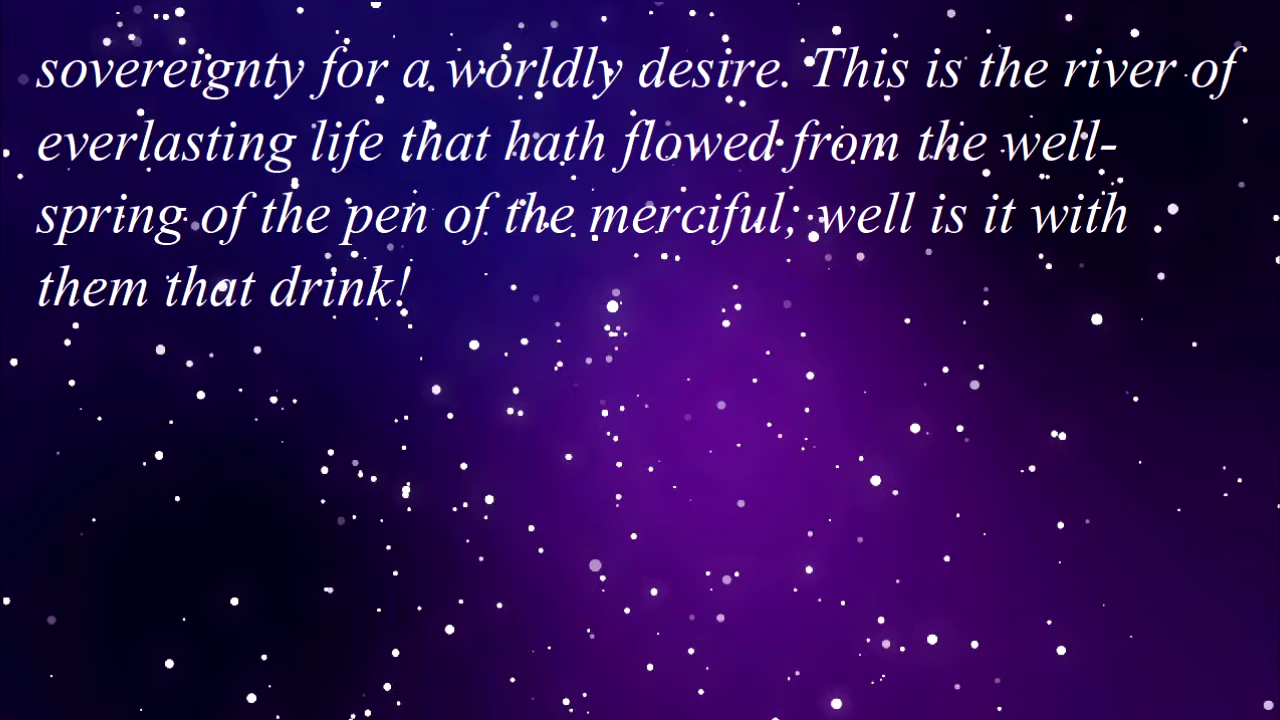 sovereignty for a worldly desire. This is the river of
everlasting life that hath flowed from the well-
spring of the pen of the merciful; well is it with
them that drink!